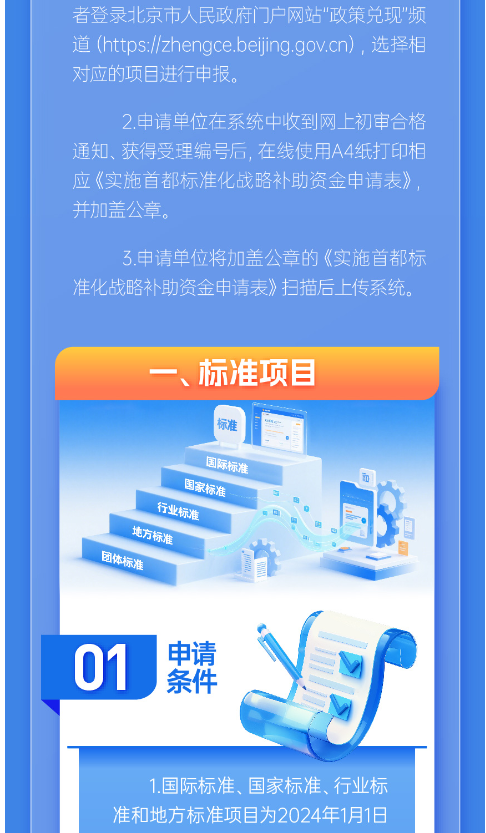 者登录北京市人民政府门户网站“政策兑现”频
道（https://zhengce.beijing.gov.cn），选择相
对应的项目进行申报。
2.申请单位在系统中收到网上初审合格
通知、获得受理编号后，在线使用A4纸打印相
应《实施首都标准化战略补助资金申请表》，
并加盖公章。
3.申请单位将加盖公章的《实施首都标
准化战略补助资金申请表》扫描后上传系统。
一、标准项目
标准
国际标准
国家标准
行业标准
地方标准
团体标准
01
申请
条件
1.国际标准、国家标准、行业标
准和地方标准项目为2024年1月1日